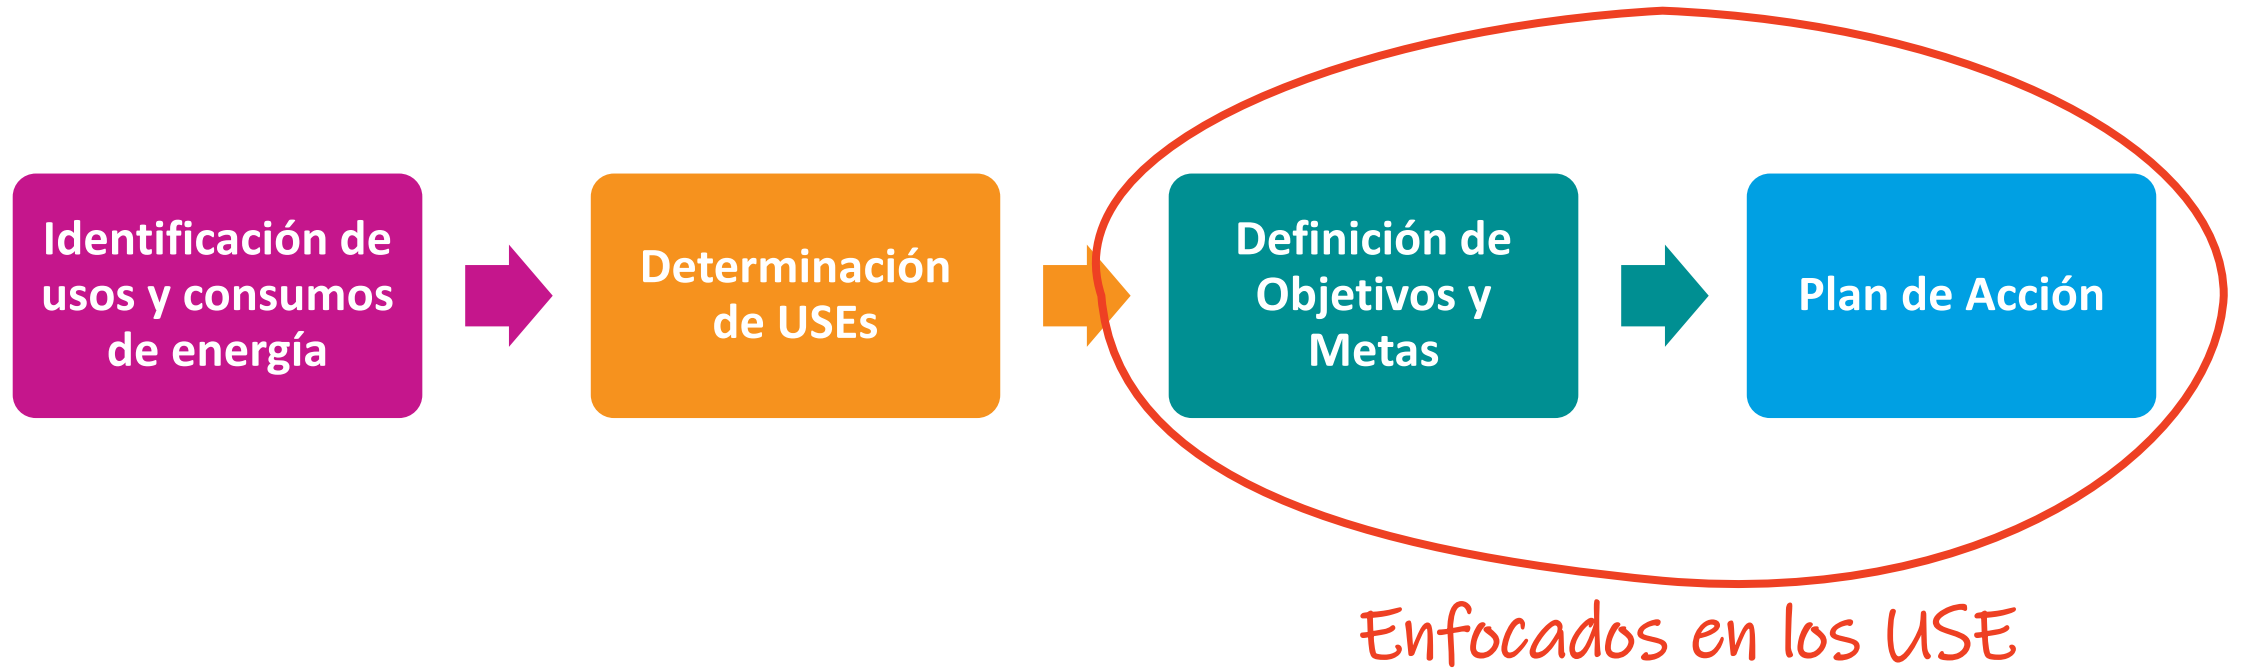 Identificación de
usos y consumos
de energía
Determinación
de USEs
Definición de
Objetivos y
Metas
Plan de Acción
Enfocados en los USE